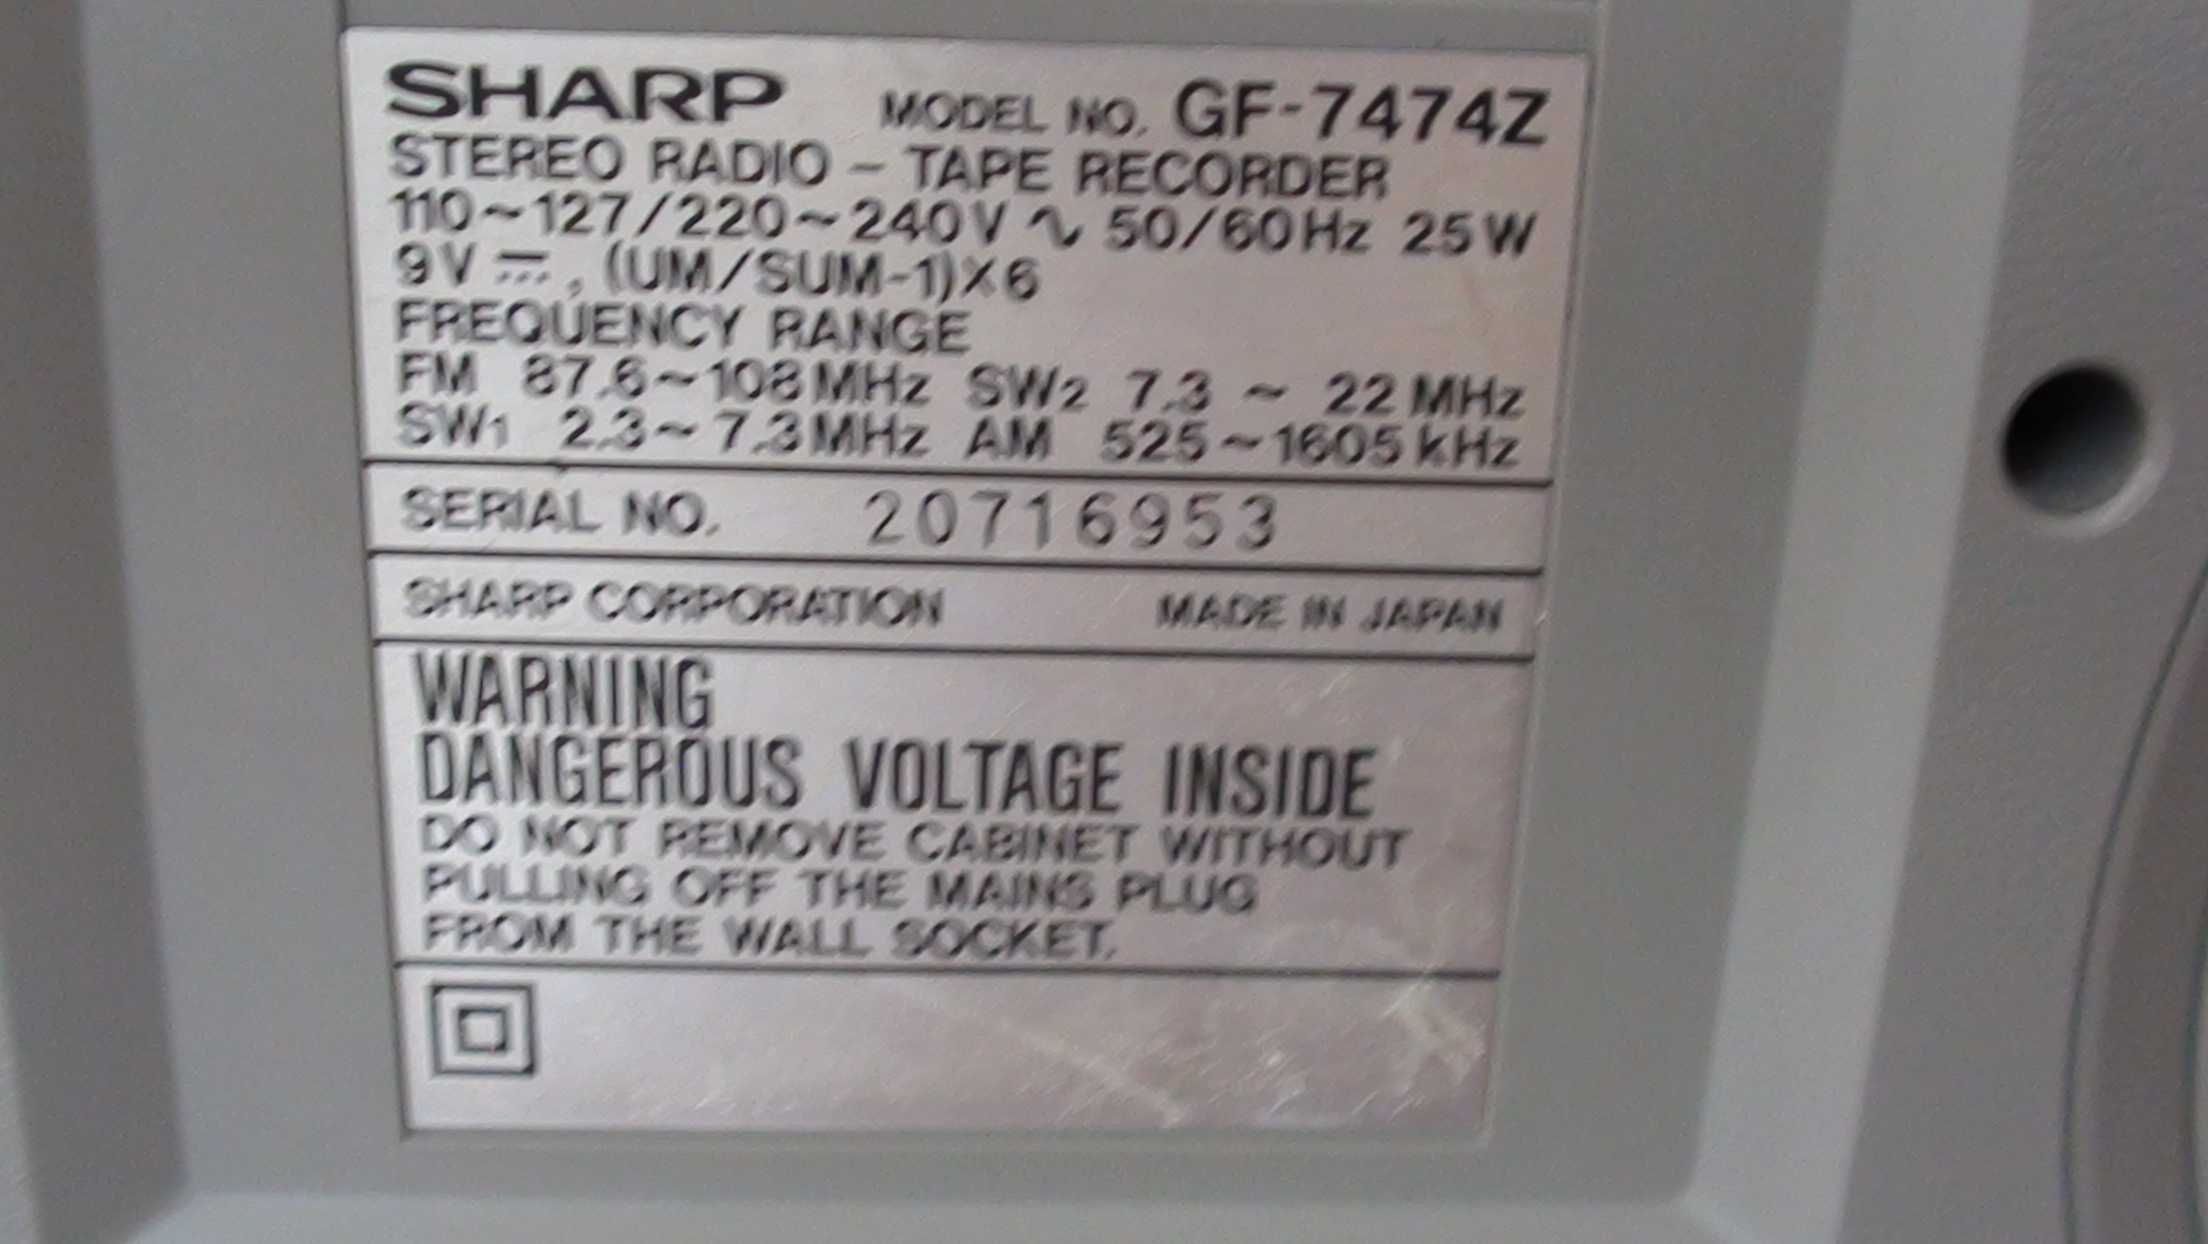 SHARP MODEL NO. GF-7474Z
STEREO RADIO – TAPE RECORDER
110~127/220~240V ∿ 50/60Hz 25W
9V ⎓, (UM/SUM-1)×6
FREQUENCY RANGE
FM 87.6~108MHz SW2 7.3 ~ 22MHz
SW1 2.3~7.3MHz AM 525~1605kHz
SERIAL NO. 20716953
SHARP CORPORATION MADE IN JAPAN
WARNING
DANGEROUS VOLTAGE INSIDE
DO NOT REMOVE CABINET WITHOUT
PULLING OFF THE MAINS PLUG
FROM THE WALL SOCKET.